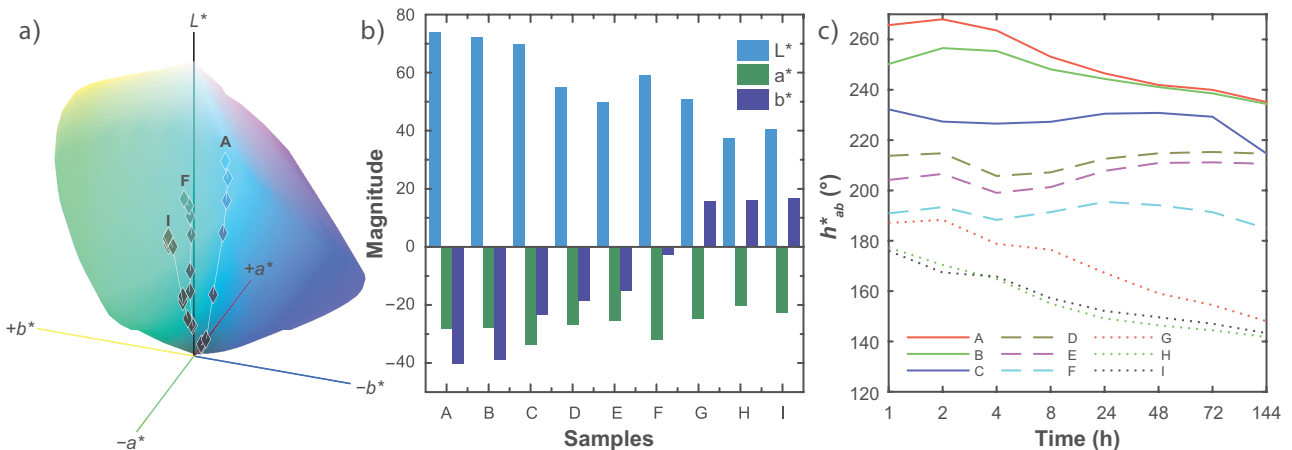 a)
L*
A
F
I
+a*
+b*
−b*
−a*
b)
80
60
40
20
0
−20
−40
Magnitude
L*
a*
b*
A B C D E F G H I
Samples
c)
260
240
220
200
180
160
140
120
h*ab (°)
A D G
B E H
C F I
1 2 4 8 24 48 72 144
Time (h)